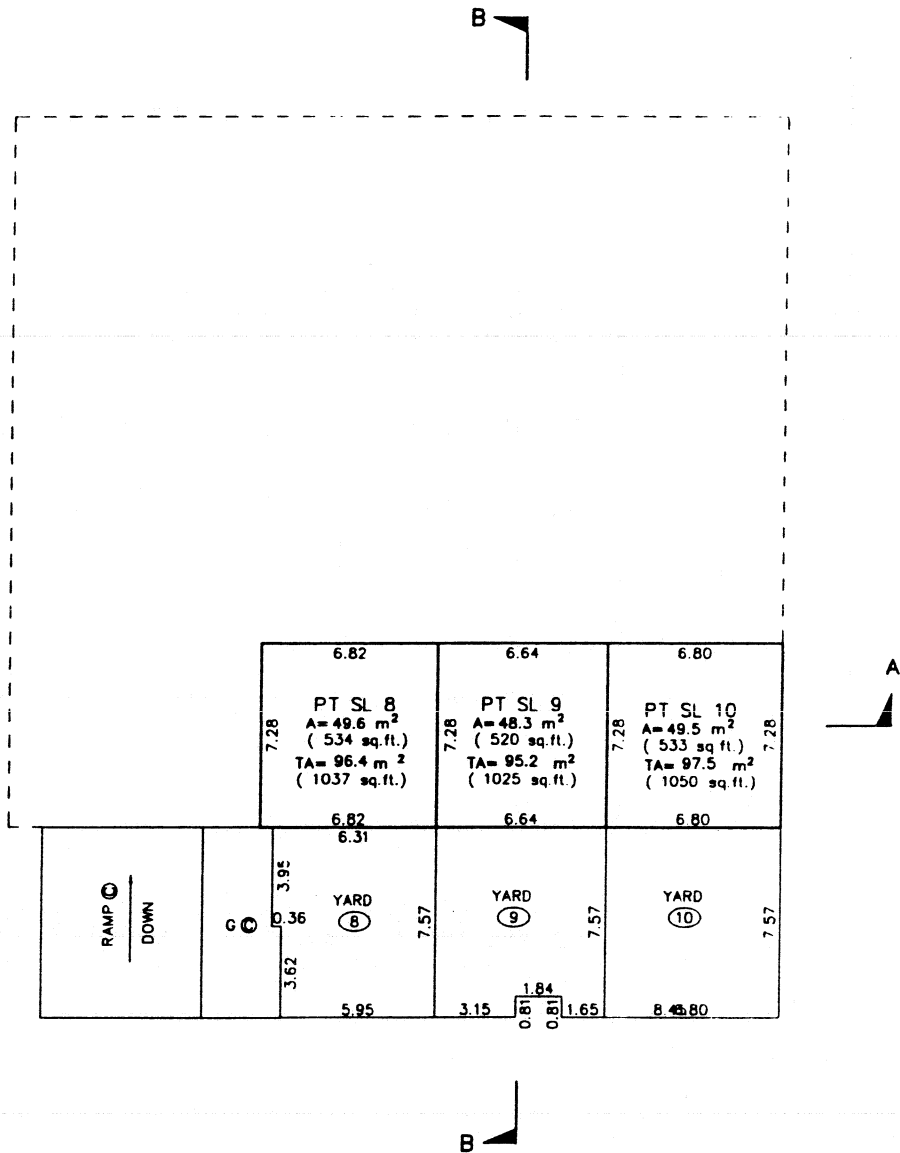 B
A
6.82
6.64
6.80
PT SL 8
A= 49.6 m²
( 534 sq.ft.)
TA= 96.4 m ²
( 1037 sq.ft.)
7.28
PT SL 9
A= 48.3 m²
( 520 sq.ft.)
TA= 95.2 m²
( 1025 sq.ft.)
7.28
PT SL 10
A= 49.5 m²
( 533 sq ft.)
TA= 97.5 m²
( 1050 sq.ft.)
7.28
7.28
6.82
6.64
6.80
6.31
3.95
RAMP Ⓒ
DOWN
G Ⓒ
0.36
3.62
YARD
8
7.57
YARD
9
7.57
YARD
10
7.57
5.95
3.15
0.81
1.84
0.81
1.65
6.80
B